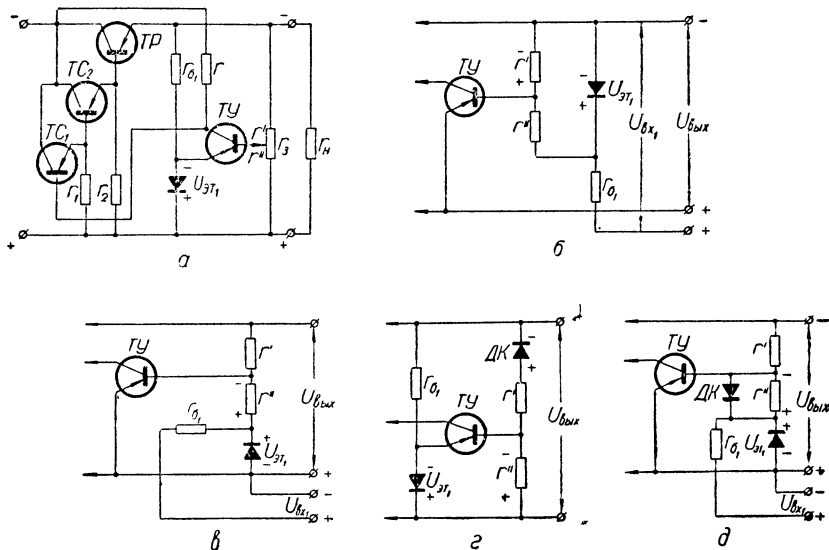 ТР
ТС₂
ТС₁
r₁
r₂
rб₁
r
ТУ
r'
r"
r₃
rн
Uэт₁
−
−
−
+
+
+
а
ТУ
r'
r"
−
+
−
+
Uэт₁
rб₁
Uвх₁
Uвых
−
+
+
б
ТУ
r'
r"
−
+
rб₁
+
−
Uэт₁
Uвых
+
−
+
Uвх₁
в
ДК
−
+
rб₁
ТУ
r'
r"
−
+
−
+
Uэт₁
Uвых
г
ТУ
ДК
r'
r"
−
+
+
rб₁
Uэт₁
Uвых
−
+
−
+
Uвх₁
д